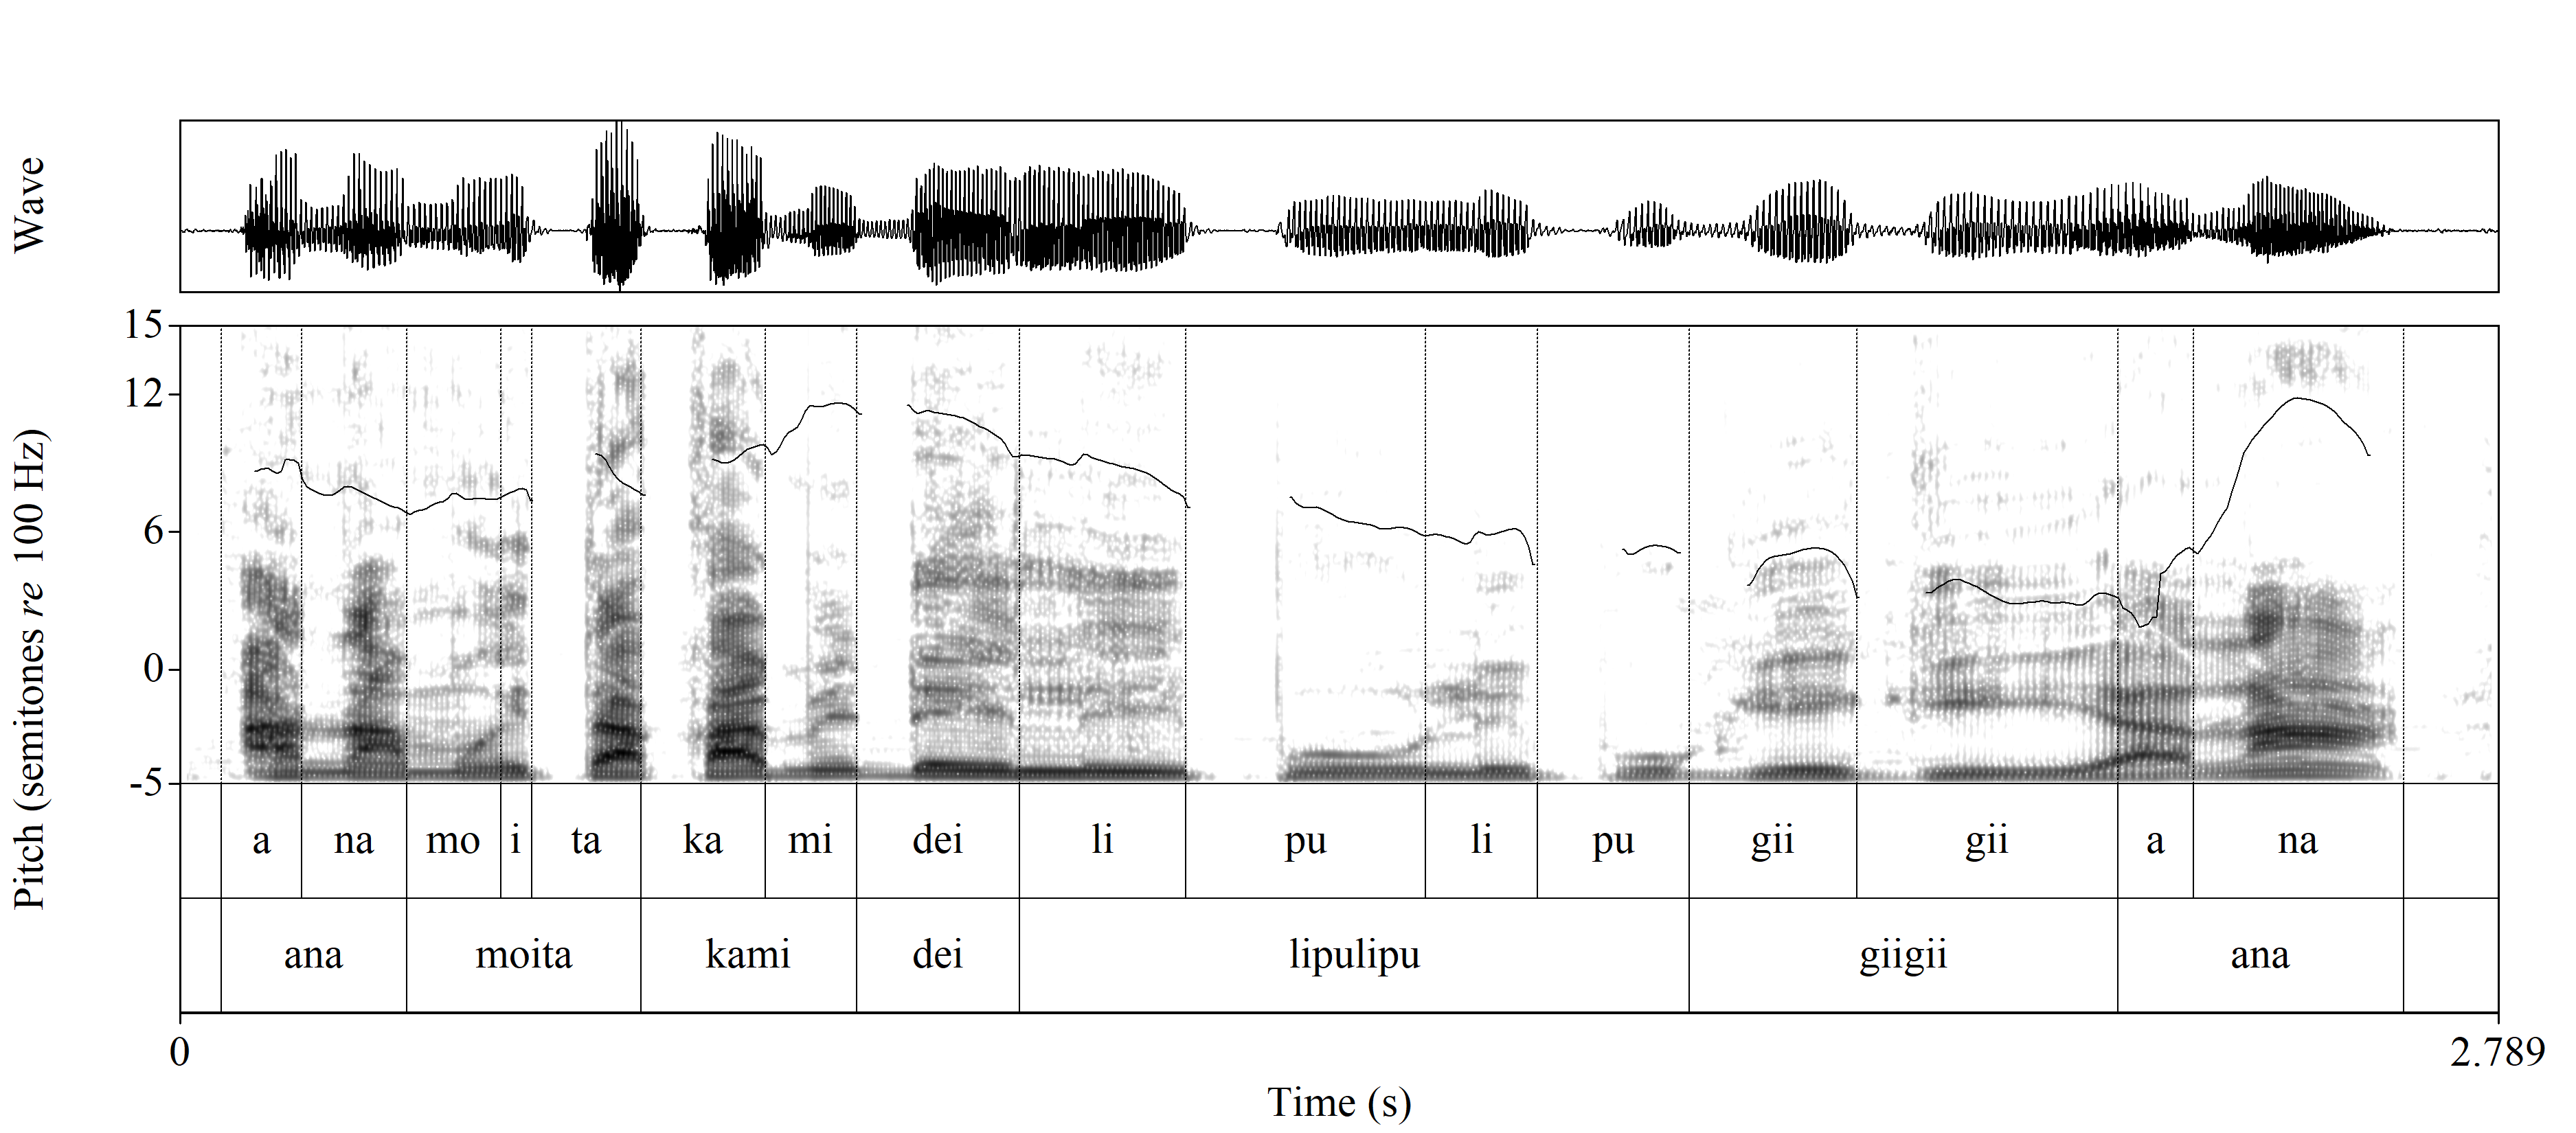 Wave
Pitch (semitones re 100 Hz)
15
12
6
0
-5
a na mo i ta ka mi dei li pu li pu gii gii a na
ana moita kami dei lipulipu giigii ana
0 2.789
Time (s)